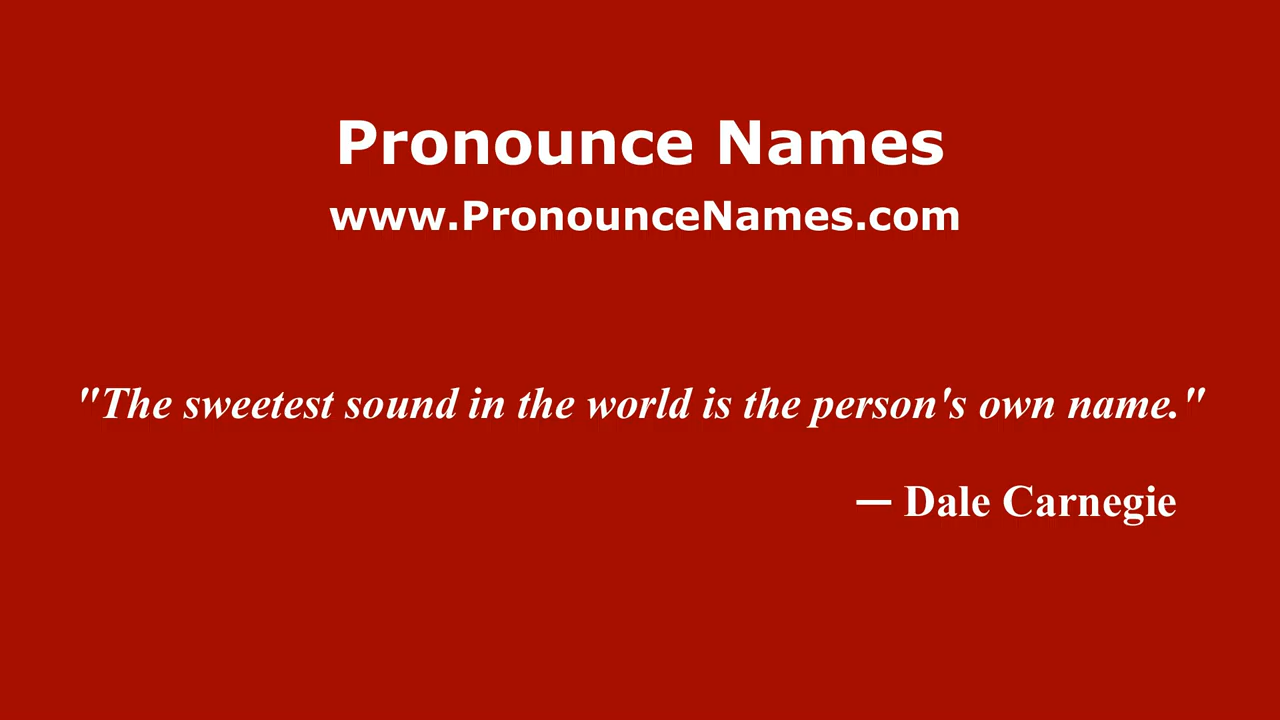 Pronounce Names
www.PronounceNames.com
"The sweetest sound in the world is the person's own name."
— Dale Carnegie